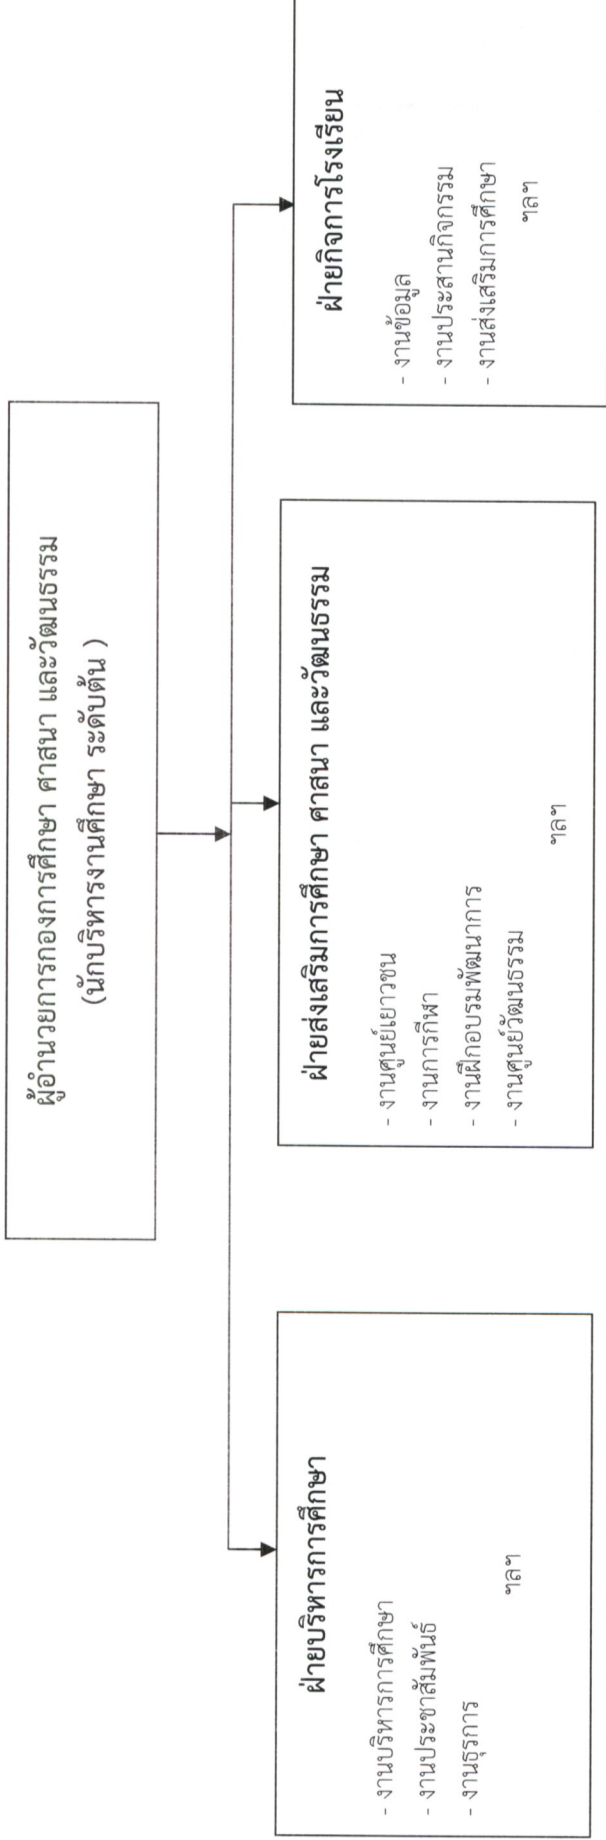 ผู้อำนวยการกองการศึกษา ศาสนา และวัฒนธรรม
(นักบริหารงานศึกษา ระดับต้น )
ฝ่ายบริหารการศึกษา
- งานบริหารการศึกษา
- งานประชาสัมพันธ์
- งานธุรการ
ฯลฯ
ฝ่ายส่งเสริมการศึกษา ศาสนา และวัฒนธรรม
- งานศูนย์เยาวชน
- งานการกีฬา
- งานฝึกอบรมพัฒนาการ
- งานศูนย์วัฒนธรรม
ฯลฯ
ฝ่ายกิจการโรงเรียน
- งานข้อมูล
- งานประสานกิจกรรม
- งานส่งเสริมการศึกษา
ฯลฯ